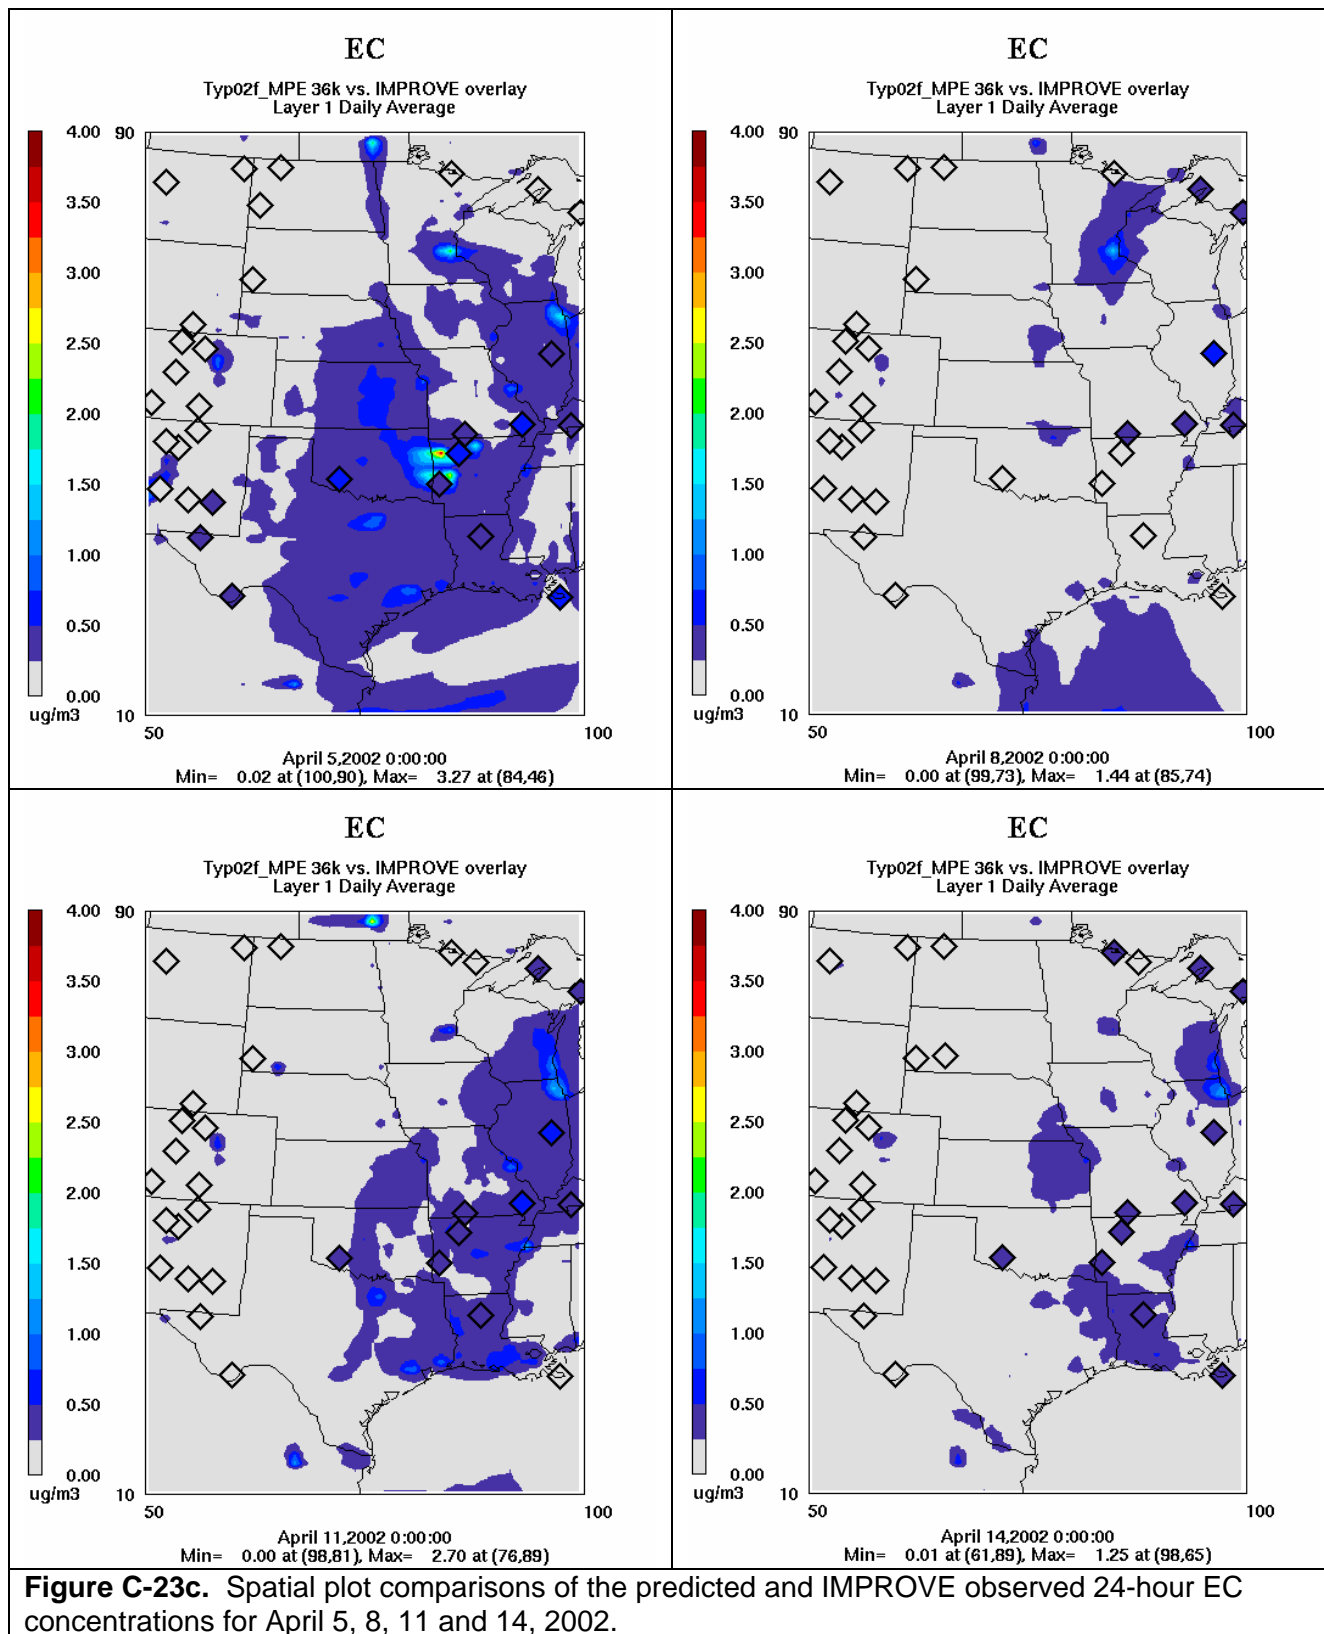 EC
Typ02f_MPE 36k vs. IMPROVE overlay
Layer 1 Daily Average
4.00
3.50
3.00
2.50
2.00
1.50
1.00
0.50
0.00
ug/m3
90
10
50
100
April 5,2002 0:00:00
Min= 0.02 at (100,90), Max= 3.27 at (84,46)
EC
Typ02f_MPE 36k vs. IMPROVE overlay
Layer 1 Daily Average
4.00
3.50
3.00
2.50
2.00
1.50
1.00
0.50
0.00
ug/m3
90
10
50
100
April 8,2002 0:00:00
Min= 0.00 at (99,73), Max= 1.44 at (85,74)
EC
Typ02f_MPE 36k vs. IMPROVE overlay
Layer 1 Daily Average
4.00
3.50
3.00
2.50
2.00
1.50
1.00
0.50
0.00
ug/m3
90
10
50
100
April 11,2002 0:00:00
Min= 0.00 at (98,81), Max= 2.70 at (76,89)
EC
Typ02f_MPE 36k vs. IMPROVE overlay
Layer 1 Daily Average
4.00
3.50
3.00
2.50
2.00
1.50
1.00
0.50
0.00
ug/m3
90
10
50
100
April 14,2002 0:00:00
Min= 0.01 at (61,89), Max= 1.25 at (98,65)
Figure C-23c. Spatial plot comparisons of the predicted and IMPROVE observed 24-hour EC
concentrations for April 5, 8, 11 and 14, 2002.